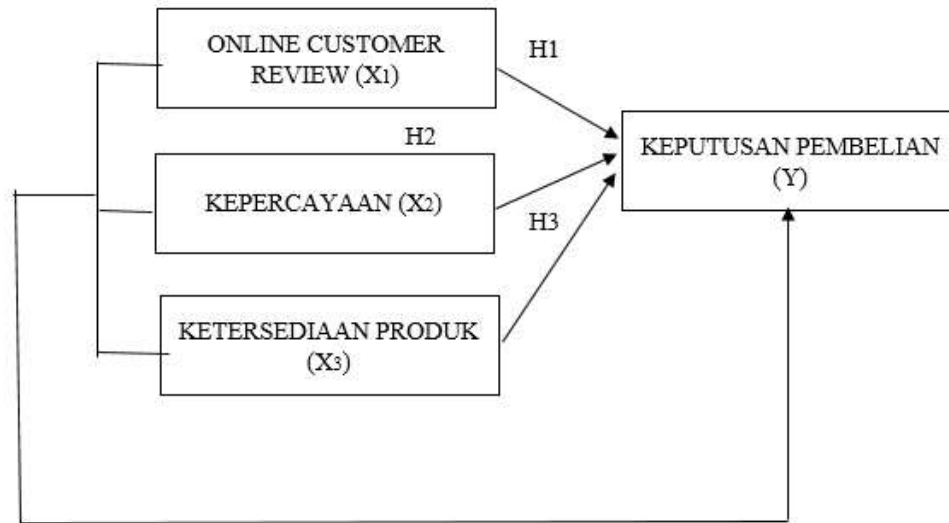 ONLINE CUSTOMER
REVIEW (X1)
H1
H2
KEPUTUSAN PEMBELIAN
(Y)
KEPERCAYAAN (X2)
H3
KETERSEDIAAN PRODUK
(X3)